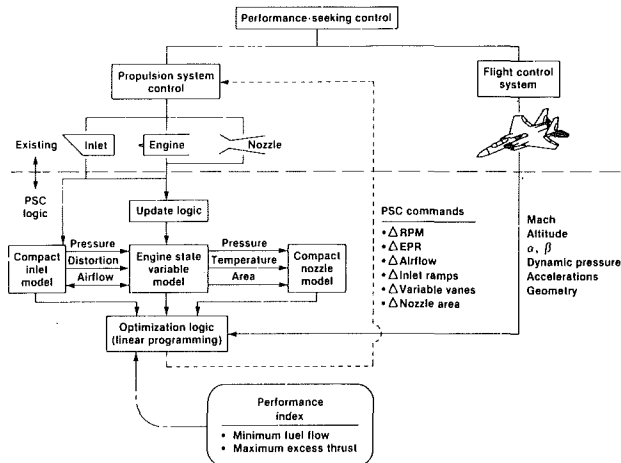 Performance-seeking control
Propulsion system
control
Flight control
system
Existing
Inlet
Engine
Nozzle
PSC
logic
Update logic
PSC commands
• Δ RPM
• Δ EPR
• Δ Airflow
• Δ Inlet ramps
• Δ Variable vanes
• Δ Nozzle area
Mach
Altitude
α, β
Dynamic pressure
Accelerations
Geometry
Compact
inlet
model
Pressure
Distortion
Airflow
Engine state
variable
model
Pressure
Temperature
Area
Compact
nozzle
model
Optimization logic
(linear programming)
Performance
index
• Minimum fuel flow
• Maximum excess thrust